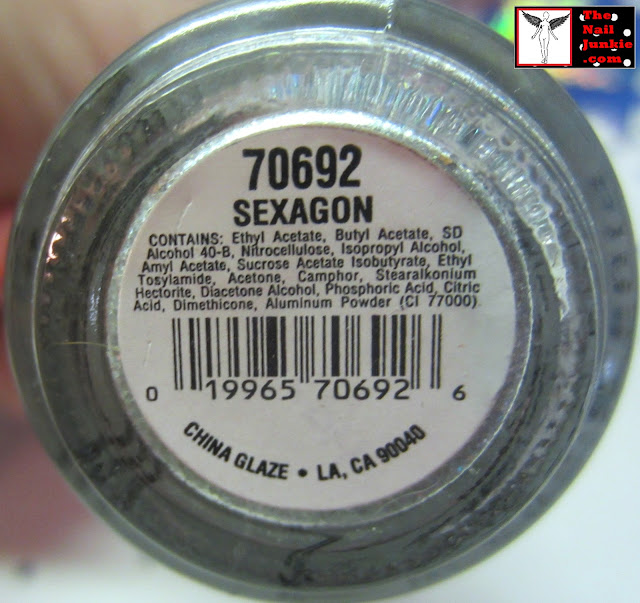 The
Nail
Junkie
.com
70692
SEXAGON
CONTAINS: Ethyl Acetate, Butyl Acetate, SD
Alcohol 40-B, Nitrocellulose, Isopropyl Alcohol,
Amyl Acetate, Sucrose Acetate Isobutyrate, Ethyl
Tosylamide, Acetone, Camphor, Stearalkonium
Hectorite, Diacetone Alcohol, Phosphoric Acid, Citric
Acid, Dimethicone, Aluminum Powder (CI 77000)
0 19965 70692 6
CHINA GLAZE • LA, CA 90040